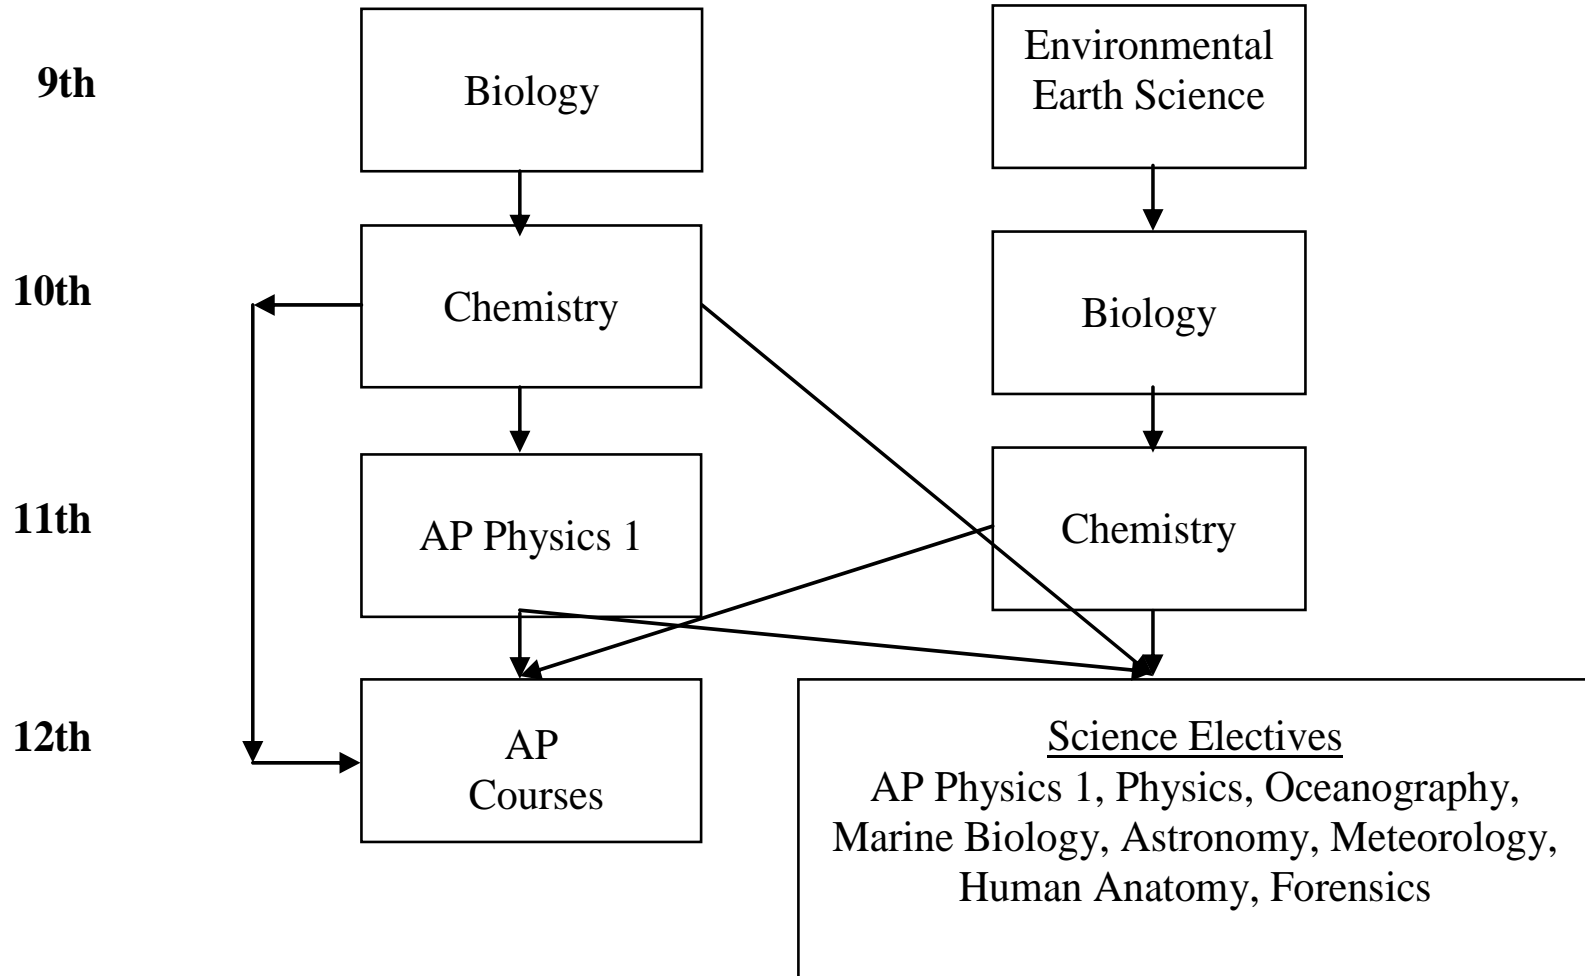 9th
Biology
Environmental
Earth Science
10th
Chemistry
Biology
11th
AP Physics 1
Chemistry
12th
AP
Courses
Science Electives
AP Physics 1, Physics, Oceanography,
Marine Biology, Astronomy, Meteorology,
Human Anatomy, Forensics